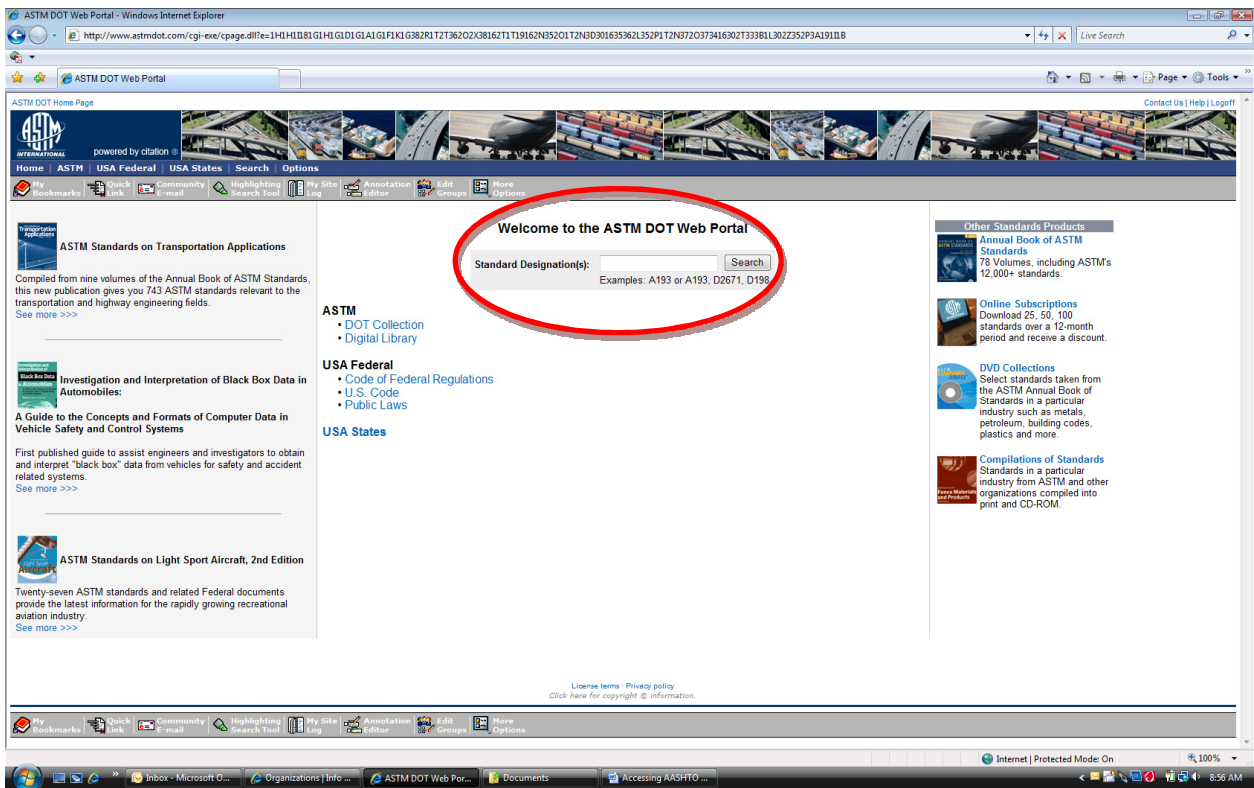 ASTM DOT Web Portal - Windows Internet Explorer
Live Search
ASTM DOT Web Portal
Page
Tools
ASTM DOT Home Page
Contact Us | Help | Logoff
ASTM
INTERNATIONAL
powered by citation ®
Home | ASTM | USA Federal | USA States | Search | Options
My Bookmarks
Quick Link
Community E-mail
Highlighting Search Tool
My Site Log
Annotation Editor
Edit Groups
More Options
Transportation Applications
ASTM Standards on Transportation Applications
Compiled from nine volumes of the Annual Book of ASTM Standards,
this new publication gives you 743 ASTM standards relevant to the
transportation and highway engineering fields.
See more >>>
Black Box Data
Investigation and Interpretation of Black Box Data in
Automobiles:
A Guide to the Concepts and Formats of Computer Data in
Vehicle Safety and Control Systems
First published guide to assist engineers and investigators to obtain
and interpret "black box" data from vehicles for safety and accident
related systems.
See more >>>
Light Sport
Aircraft
ASTM Standards on Light Sport Aircraft, 2nd Edition
Twenty-seven ASTM standards and related Federal documents
provide the latest information for the rapidly growing recreational
aviation industry.
See more >>>
Welcome to the ASTM DOT Web Portal
Standard Designation(s):
Search
Examples: A193 or A193, D2671, D198
ASTM
• DOT Collection
• Digital Library
USA Federal
• Code of Federal Regulations
• U.S. Code
• Public Laws
USA States
Other Standards Products
Annual Book of ASTM
Standards
78 Volumes, including ASTM's
12,000+ standards.
Online Subscriptions
Download 25, 50, 100
standards over a 12-month
period and receive a discount.
DVD Collections
Select standards taken from
the ASTM Annual Book of
Standards in a particular
industry such as metals,
petroleum, building codes,
plastics and more.
Fence Materials
and Products
Compilations of Standards
Standards in a particular
industry from ASTM and other
organizations compiled into
print and CD-ROM.
License terms · Privacy policy
Click here for copyright © information.
My Bookmarks
Quick Link
Community E-mail
Highlighting Search Tool
My Site Log
Annotation Editor
Edit Groups
More Options
Internet | Protected Mode: On
100%
Inbox - Microsoft O...
Organizations | Info ...
ASTM DOT Web Por...
Documents
Accessing AASHTO ...
8:56 AM